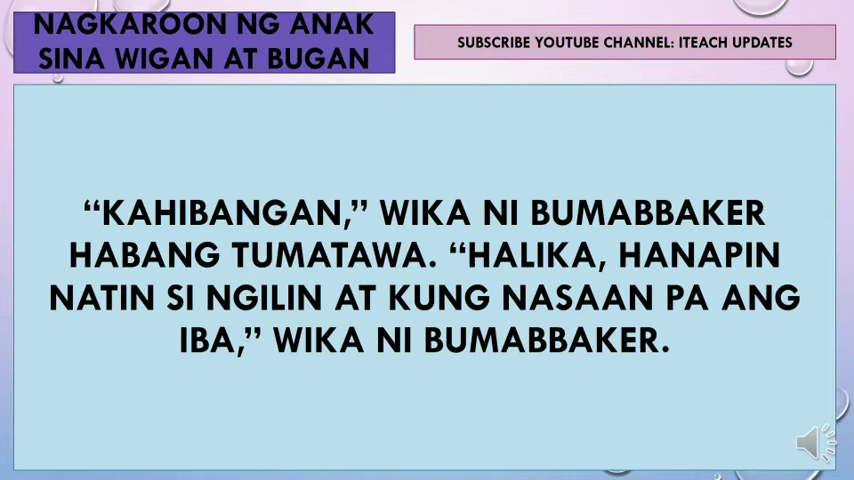 NAGKAROON NG ANAK
SINA WIGAN AT BUGAN
SUBSCRIBE YOUTUBE CHANNEL: ITEACH UPDATES
“KAHIBANGAN,” WIKA NI BUMABBAKER
HABANG TUMATAWA. “HALIKA, HANAPIN
NATIN SI NGILIN AT KUNG NASAAN PA ANG
IBA,” WIKA NI BUMABBAKER.